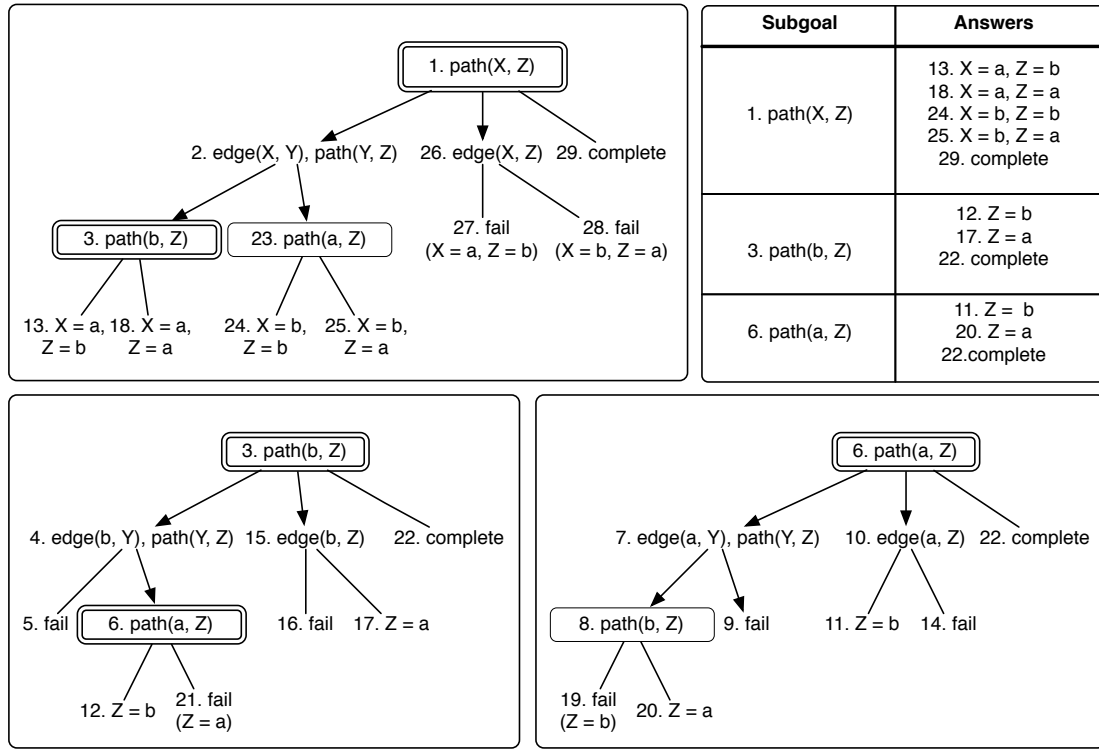 1. path(X, Z)
2. edge(X, Y), path(Y, Z)
26. edge(X, Z)
29. complete
3. path(b, Z)
23. path(a, Z)
27. fail
(X = a, Z = b)
28. fail
(X = b, Z = a)
13. X = a,
Z = b
18. X = a,
Z = a
24. X = b,
Z = b
25. X = b,
Z = a
Subgoal
Answers
1. path(X, Z)
13. X = a, Z = b
18. X = a, Z = a
24. X = b, Z = b
25. X = b, Z = a
29. complete
3. path(b, Z)
12. Z = b
17. Z = a
22. complete
6. path(a, Z)
11. Z = b
20. Z = a
22.complete
3. path(b, Z)
4. edge(b, Y), path(Y, Z)
15. edge(b, Z)
22. complete
5. fail
6. path(a, Z)
16. fail
17. Z = a
12. Z = b
21. fail
(Z = a)
6. path(a, Z)
7. edge(a, Y), path(Y, Z)
10. edge(a, Z)
22. complete
8. path(b, Z)
9. fail
11. Z = b
14. fail
19. fail
(Z = b)
20. Z = a